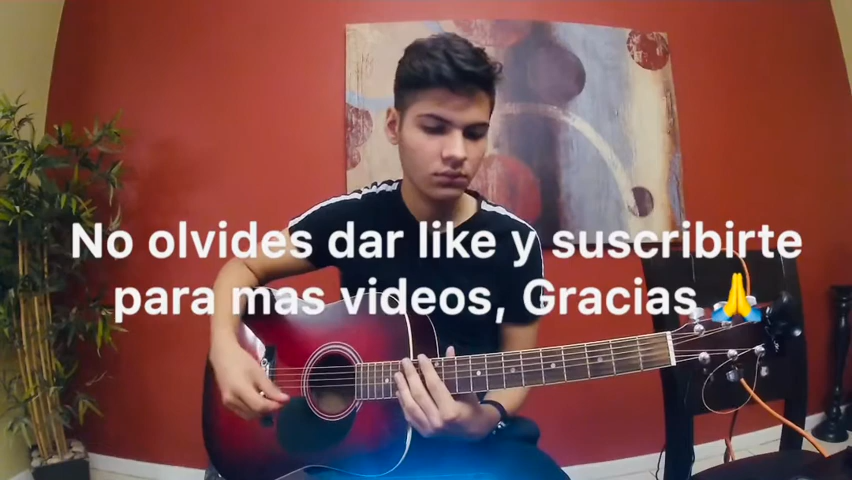 No olvides dar like y suscribirte
para mas videos, Gracias 🙏